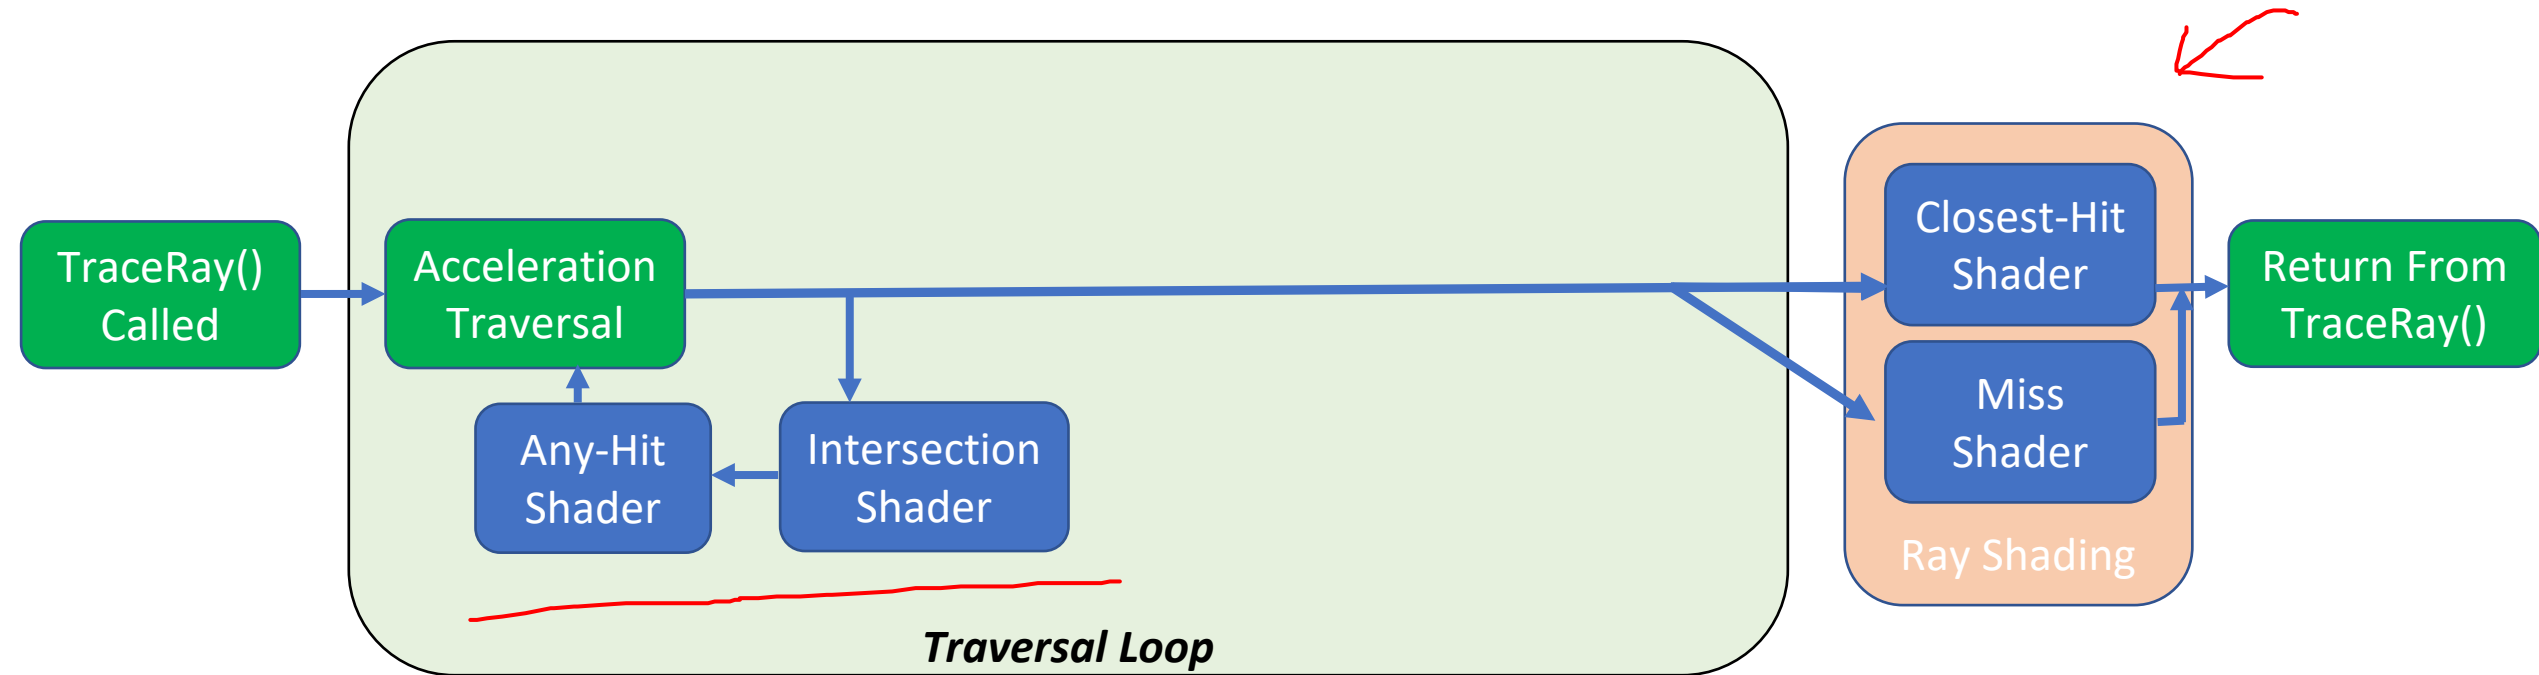 TraceRay()
Called
Acceleration
Traversal
Any-Hit
Shader
Intersection
Shader
Traversal Loop
Closest-Hit
Shader
Miss
Shader
Ray Shading
Return From
TraceRay()